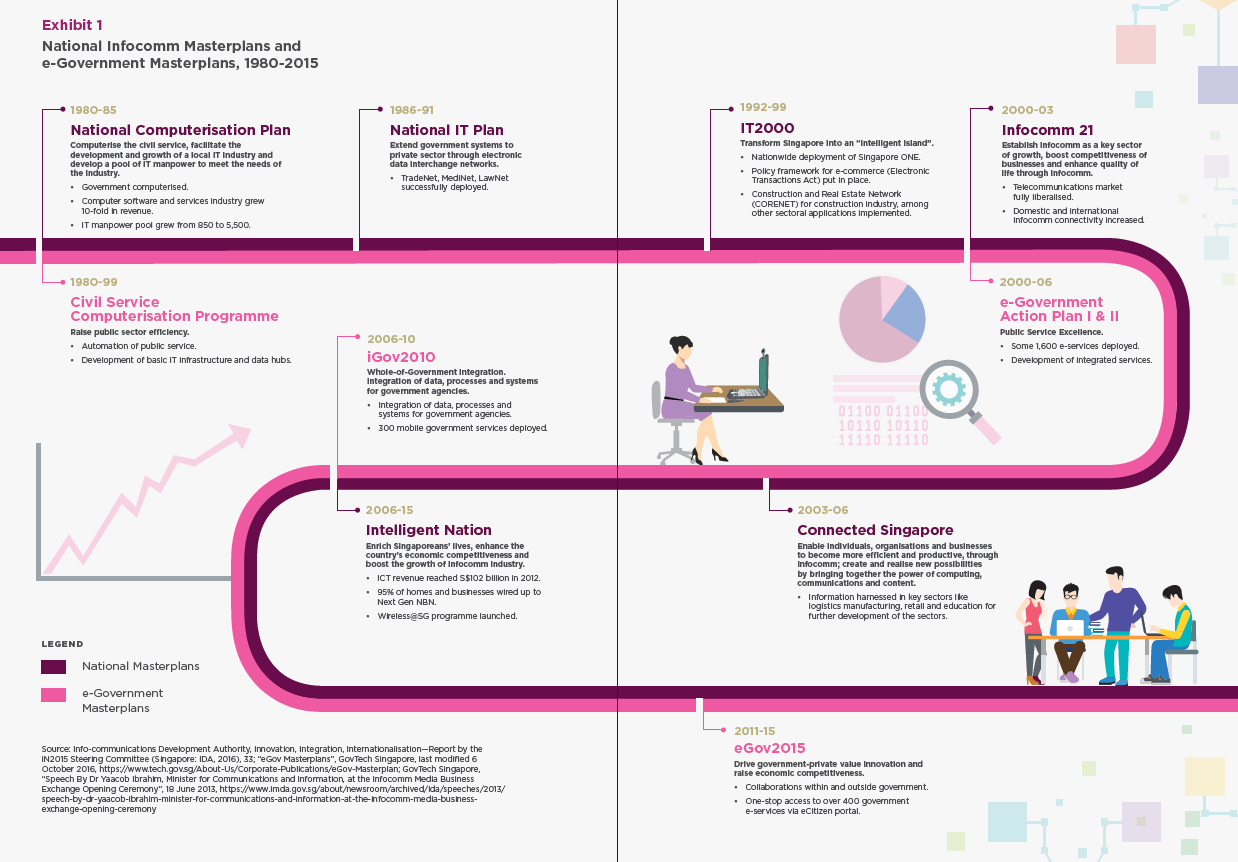 Exhibit 1
National Infocomm Masterplans and
e-Government Masterplans, 1980-2015
1980-85
National Computerisation Plan
Computerise the civil service, facilitate the
development and growth of a local IT industry and
develop a pool of IT manpower to meet the needs of
the industry.
• Government computerised.
• Computer software and services industry grew
10-fold in revenue.
• IT manpower pool grew from 850 to 5,500.
1986-91
National IT Plan
Extend government systems to
private sector through electronic
data interchange networks.
• TradeNet, MediNet, LawNet
successfully deployed.
1992-99
IT2000
Transform Singapore into an “Intelligent Island”.
• Nationwide deployment of Singapore ONE.
• Policy framework for e-commerce (Electronic
Transactions Act) put in place.
• Construction and Real Estate Network
(CORENET) for construction industry, among
other sectoral applications implemented.
2000-03
Infocomm 21
Establish infocomm as a key sector
of growth, boost competitiveness of
businesses and enhance quality of
life through infocomm.
• Telecommunications market
fully liberalised.
• Domestic and international
infocomm connectivity increased.
1980-99
Civil Service
Computerisation Programme
Raise public sector efficiency.
• Automation of public service.
• Development of basic IT infrastructure and data hubs.
2006-10
iGov2010
Whole-of-Government Integration.
Integration of data, processes and systems
for government agencies.
• Integration of data, processes and
systems for government agencies.
• 300 mobile government services deployed.
01100 01100
10110 10110
11110 11110
2000-06
e-Government
Action Plan I & II
Public Service Excellence.
• Some 1,600 e-services deployed.
• Development of integrated services.
2006-15
Intelligent Nation
Enrich Singaporeans’ lives, enhance the
country’s economic competitiveness and
boost the growth of infocomm industry.
• ICT revenue reached S$102 billion in 2012.
• 95% of homes and businesses wired up to
Next Gen NBN.
• Wireless@SG programme launched.
2003-06
Connected Singapore
Enable individuals, organisations and businesses
to become more efficient and productive, through
infocomm; create and realise new possibilities
by bringing together the power of computing,
communications and content.
• Information harnessed in key sectors like
logistics manufacturing, retail and education for
further development of the sectors.
LEGEND
National Masterplans
e-Government
Masterplans
2011-15
eGov2015
Drive government-private value innovation and
raise economic competitiveness.
• Collaborations within and outside government.
• One-stop access to over 400 government
e-services via eCitizen portal.
Source: Info-communications Development Authority, Innovation, Integration, Internationalisation—Report by the
iN2015 Steering Committee (Singapore: IDA, 2016), 33; “eGov Masterplans”, GovTech Singapore, last modified 6
October 2016, https://www.tech.gov.sg/About-Us/Corporate-Publications/eGov-Masterplan; GovTech Singapore,
“Speech By Dr Yaacob Ibrahim, Minister for Communications and Information, at the Infocomm Media Business
Exchange Opening Ceremony”, 18 June 2013, https://www.imda.gov.sg/about/newsroom/archived/ida/speeches/2013/
speech-by-dr-yaacob-ibrahim-minister-for-communications-and-information-at-the-infocomm-media-business-
exchange-opening-ceremony